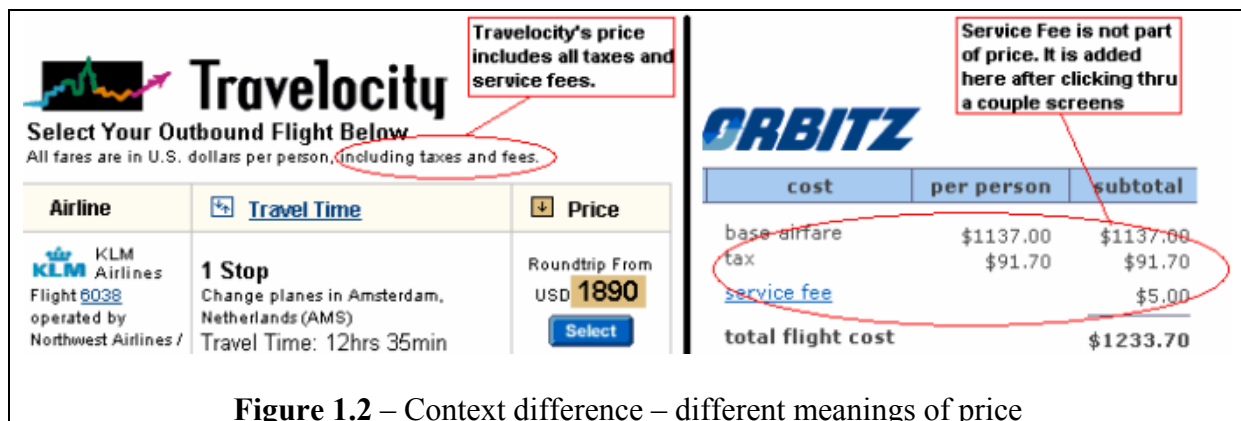 Travelocity's price
includes all taxes and
service fees.
Travelocity
Select Your Outbound Flight Below
All fares are in U.S. dollars per person, including taxes and fees.
Airline Travel Time Price
KLM KLM
Airlines
Flight 6038
operated by
Northwest Airlines /
1 Stop
Change planes in Amsterdam,
Netherlands (AMS)
Travel Time: 12hrs 35min
Roundtrip From
USD 1890
Select
Service Fee is not part
of price. It is added
here after clicking thru
a couple screens
ORBITZ
cost per person subtotal
base airfare $1137.00 $1137.00
tax $91.70 $91.70
service fee $5.00
total flight cost $1233.70
Figure 1.2 – Context difference – different meanings of price